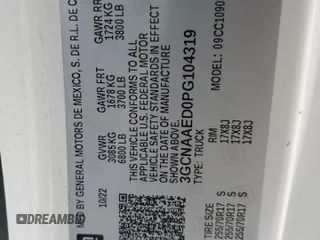 MFD BY GENERAL MOTORS DE MEXICO, S. DE R.L. DE C
10/22
GVWR
3085 KG
6800 LB
GAWR FRT
1678 KG
3700 LB
GAWR RR
1724 KG
3800 LB
THIS VEHICLE CONFORMS TO ALL
APPLICABLE U.S. FEDERAL MOTOR
VEHICLE SAFETY STANDARDS
IN EFFECT ON THE DATE OF
MANUFACTURE SHOWN ABOVE.
3GCNAAED0PG104319
TYPE: TRUCK
09CC1090
TIRE SIZE
RIM
255/70R17 S
17X8J
255/70R17 S
17X8J
255/70R17 S
17X8J
DREAMBID